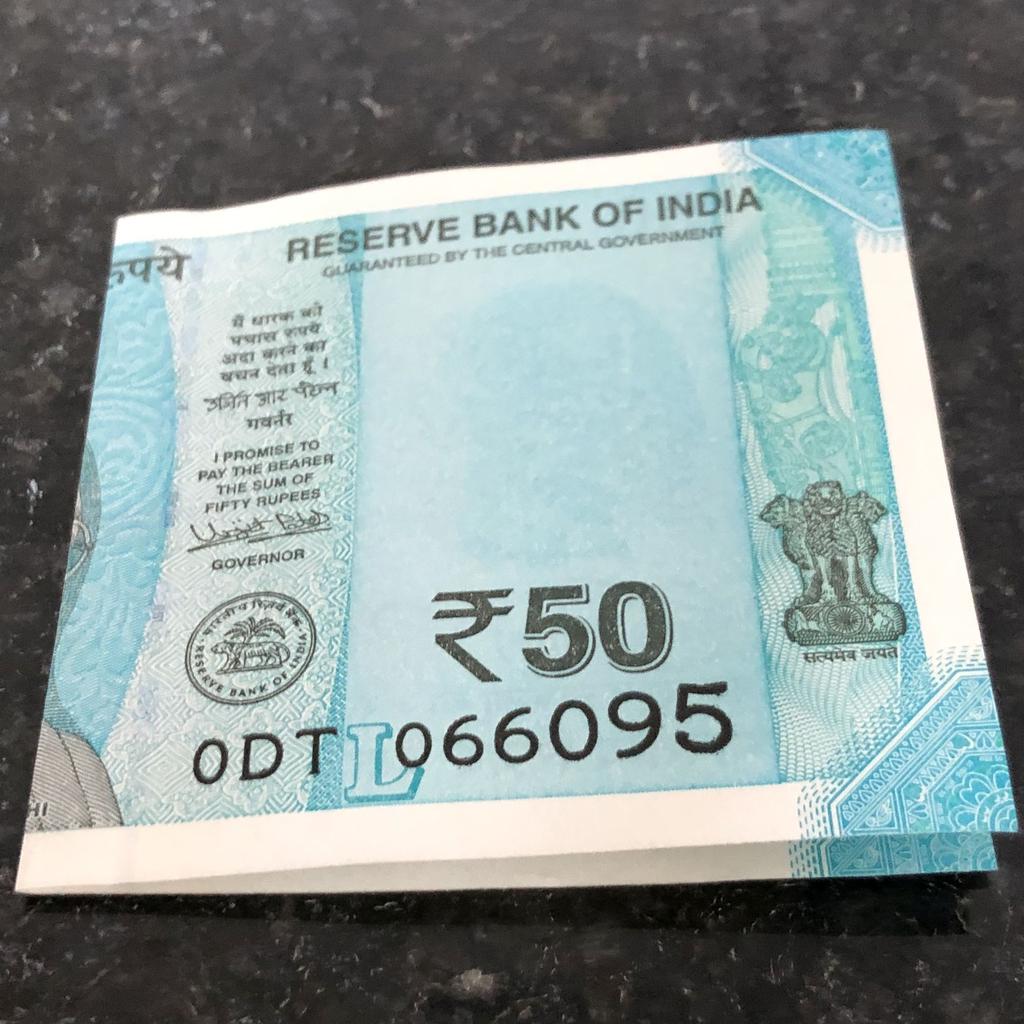 रुपये
RESERVE BANK OF INDIA
GUARANTEED BY THE CENTRAL GOVERNMENT
मैं धारक को
पचास रुपये
अदा करने का
वचन देता हूँ ।
गवर्नर
I PROMISE TO
PAY THE BEARER
THE SUM OF
FIFTY RUPEES
GOVERNOR
RESERVE BANK OF INDIA
₹50
0DT L 066095
सत्यमेव जयते
HI